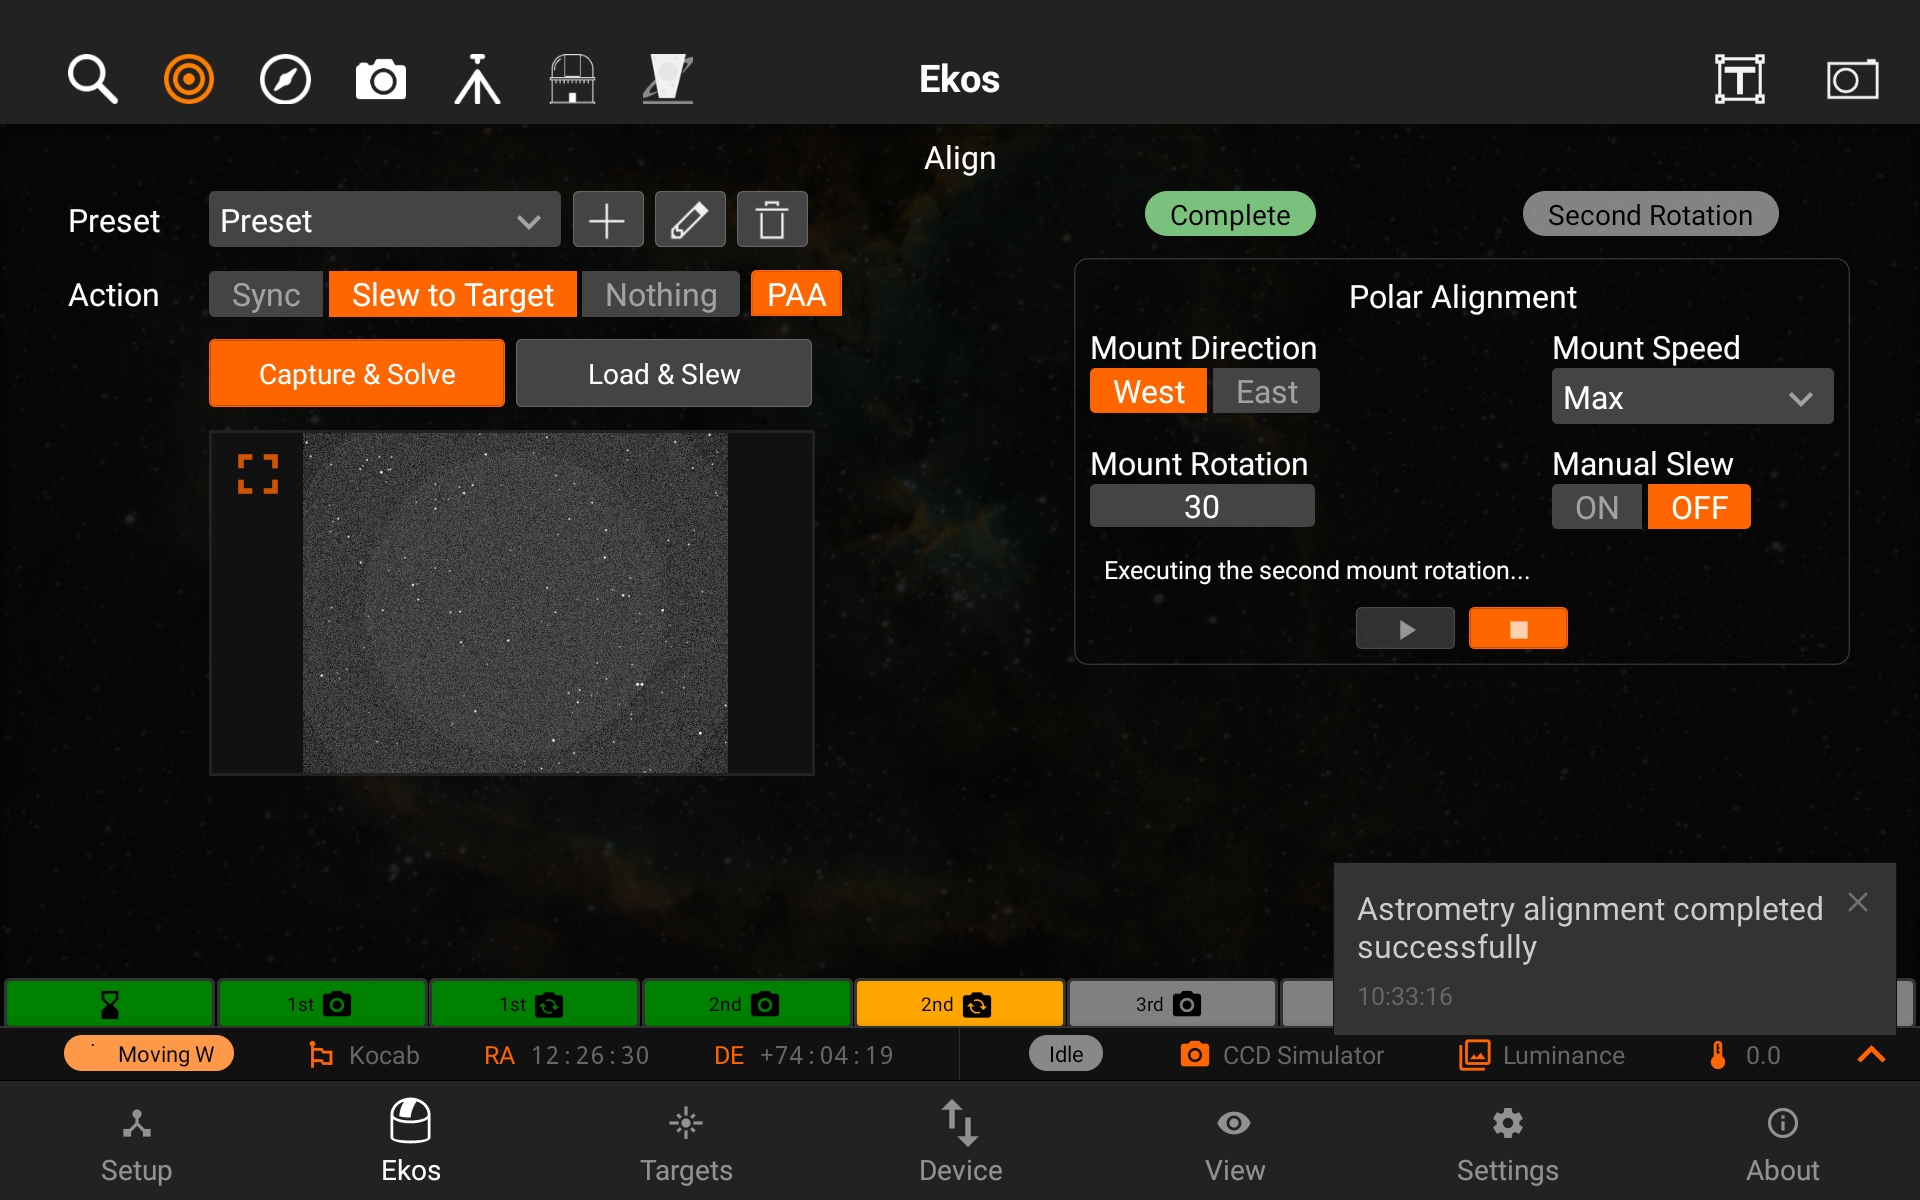 Ekos
Align
Preset
Preset
Complete
Second Rotation
Action
Sync
Slew to Target
Nothing
PAA
Capture & Solve
Load & Slew
Polar Alignment
Mount Direction
Mount Speed
West
East
Max
Mount Rotation
Manual Slew
30
ON
OFF
Executing the second mount rotation...
Astrometry alignment completed
successfully
10:33:16
1st
1st
2nd
2nd
3rd
Moving W
Kocab
RA 12:26:30
DE +74:04:19
Idle
CCD Simulator
Luminance
0.0
Setup
Ekos
Targets
Device
View
Settings
About